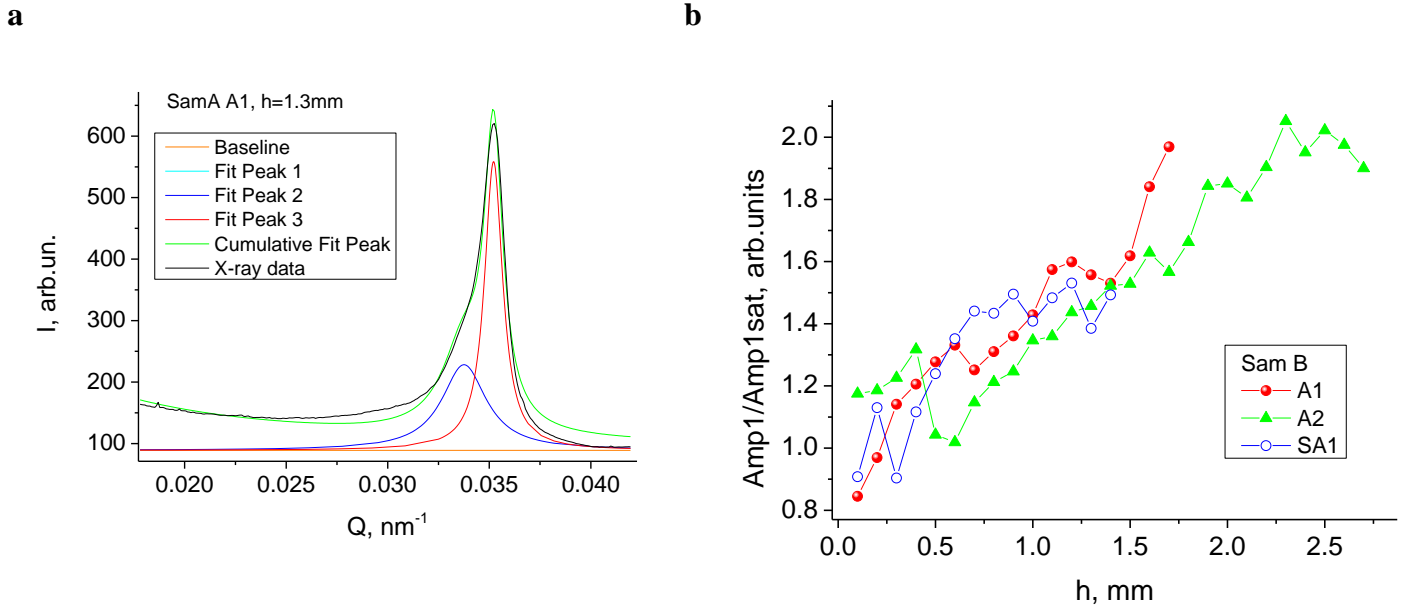 a
b
SamA A1, h=1.3mm
Baseline
Fit Peak 1
Fit Peak 2
Fit Peak 3
Cumulative Fit Peak
X-ray data
I, arb.un.
600
500
400
300
200
100
0.020
0.025
0.030
0.035
0.040
Q, nm⁻¹
Amp1/Amp1sat, arb.units
2.0
1.8
1.6
1.4
1.2
1.0
0.8
Sam B
A1
A2
SA1
0.0
0.5
1.0
1.5
2.0
2.5
h, mm